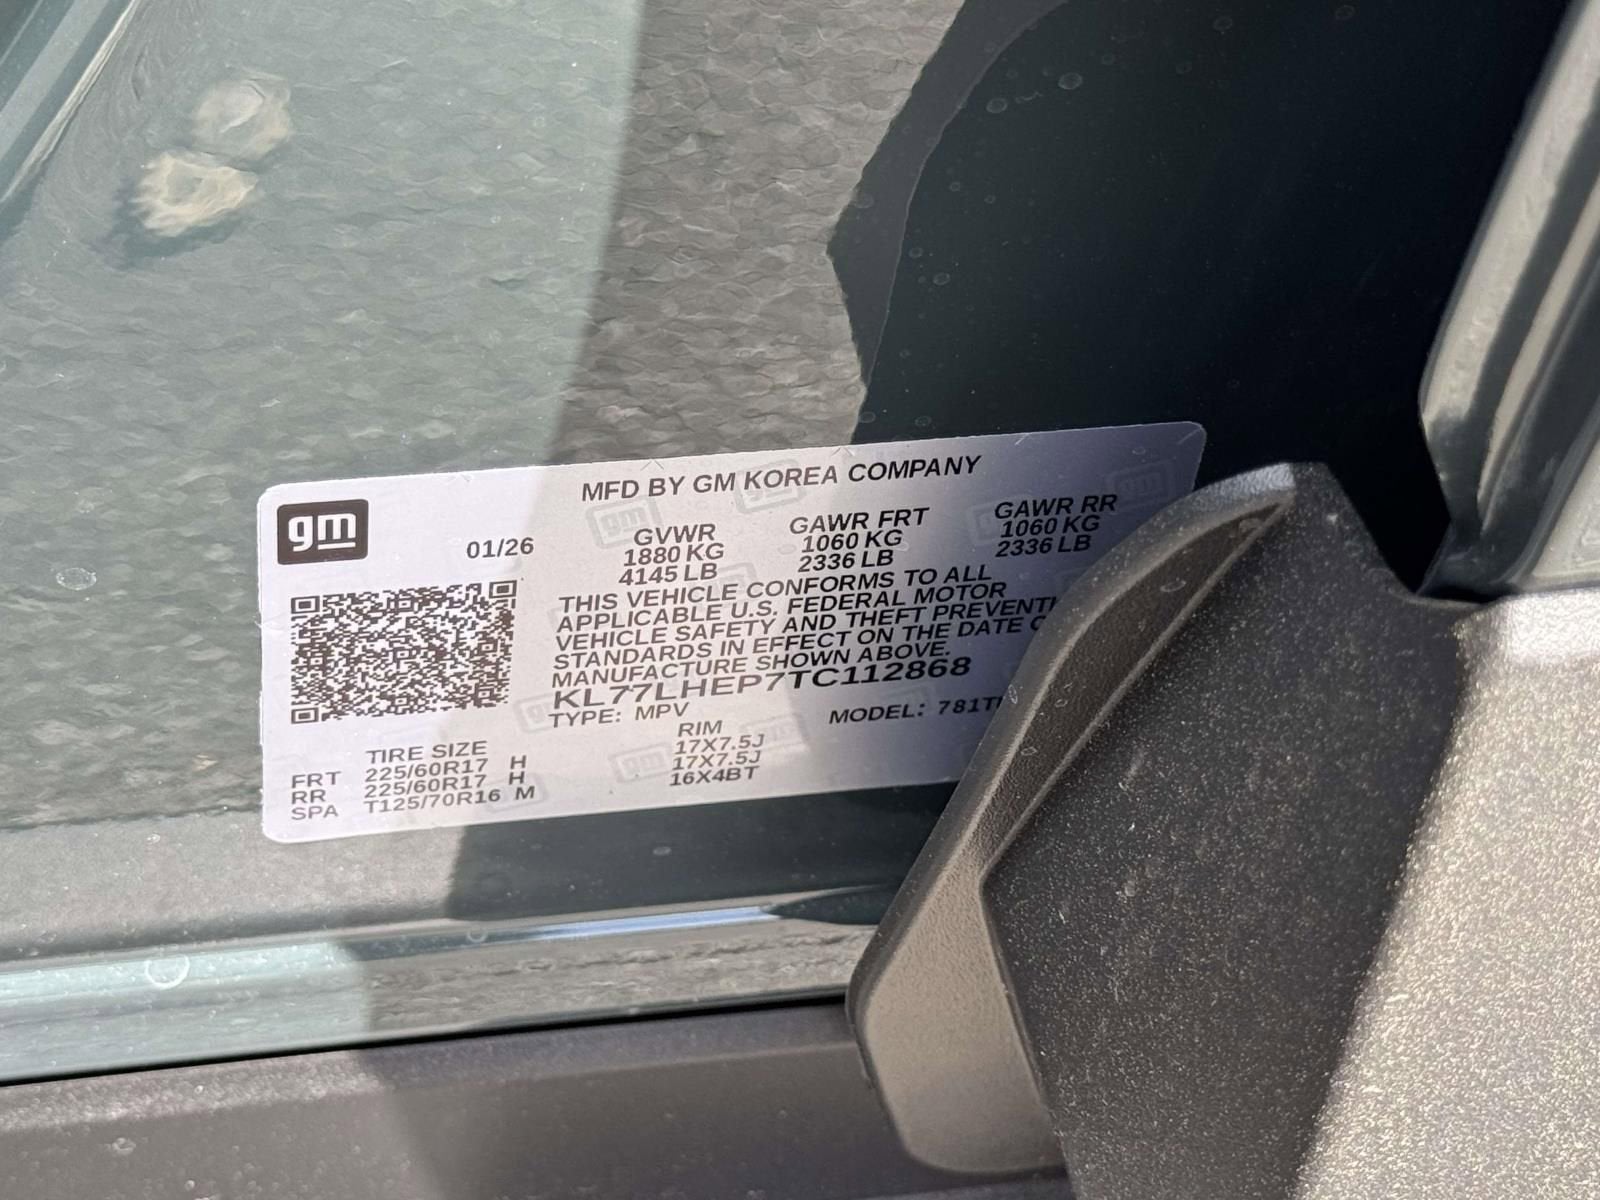 MFD BY GM KOREA COMPANY
gm
01/26
GVWR GAWR FRT GAWR RR
1880 KG 1060 KG 1060 KG
4145 LB 2336 LB 2336 LB
THIS VEHICLE CONFORMS TO ALL
APPLICABLE U.S. FEDERAL MOTOR
VEHICLE SAFETY AND THEFT PREVENTI
STANDARDS IN EFFECT ON THE DATE
MANUFACTURE SHOWN ABOVE.
KL77LHEP7TC112868
TYPE: MPV MODEL: 781T
TIRE SIZE RIM
FRT 225/60R17 H 17X7.5J
RR 225/60R17 H 17X7.5J
SPA T125/70R16 M 16X4BT